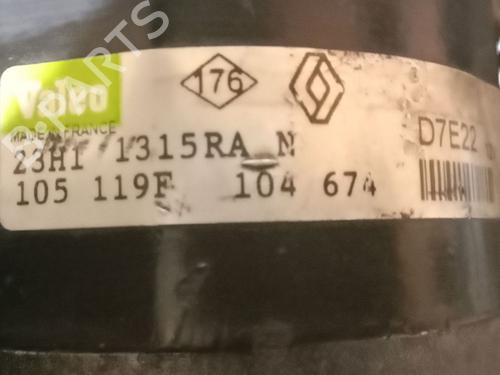 Valeo
MADE IN FRANCE
176
23H1 1315RA N
D7E22
105 119F 104 674